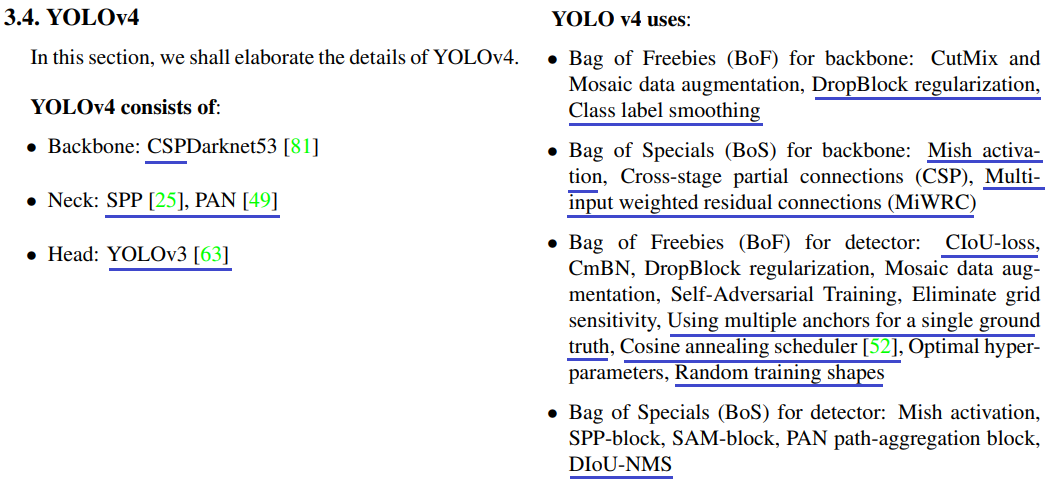 3.4. YOLOv4
In this section, we shall elaborate the details of YOLOv4.
YOLOv4 consists of:
• Backbone: CSPDarknet53 [81]
• Neck: SPP [25], PAN [49]
• Head: YOLOv3 [63]
YOLO v4 uses:
• Bag of Freebies (BoF) for backbone: CutMix and
Mosaic data augmentation, DropBlock regularization,
Class label smoothing
• Bag of Specials (BoS) for backbone: Mish activa-
tion, Cross-stage partial connections (CSP), Multi-
input weighted residual connections (MiWRC)
• Bag of Freebies (BoF) for detector: CIoU-loss,
CmBN, DropBlock regularization, Mosaic data aug-
mentation, Self-Adversarial Training, Eliminate grid
sensitivity, Using multiple anchors for a single ground
truth, Cosine annealing scheduler [52], Optimal hyper-
parameters, Random training shapes
• Bag of Specials (BoS) for detector: Mish activation,
SPP-block, SAM-block, PAN path-aggregation block,
DIoU-NMS